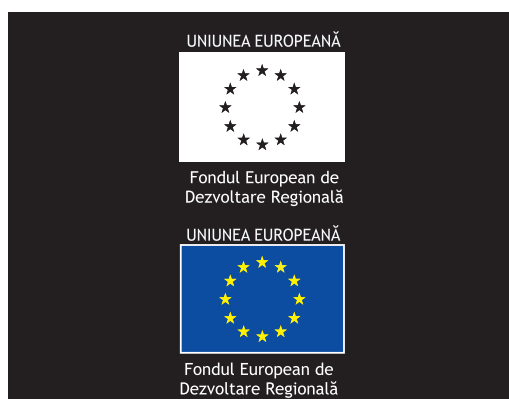 UNIUNEA EUROPEANĂ
Fondul European de
Dezvoltare Regională
UNIUNEA EUROPEANĂ
Fondul European de
Dezvoltare Regională